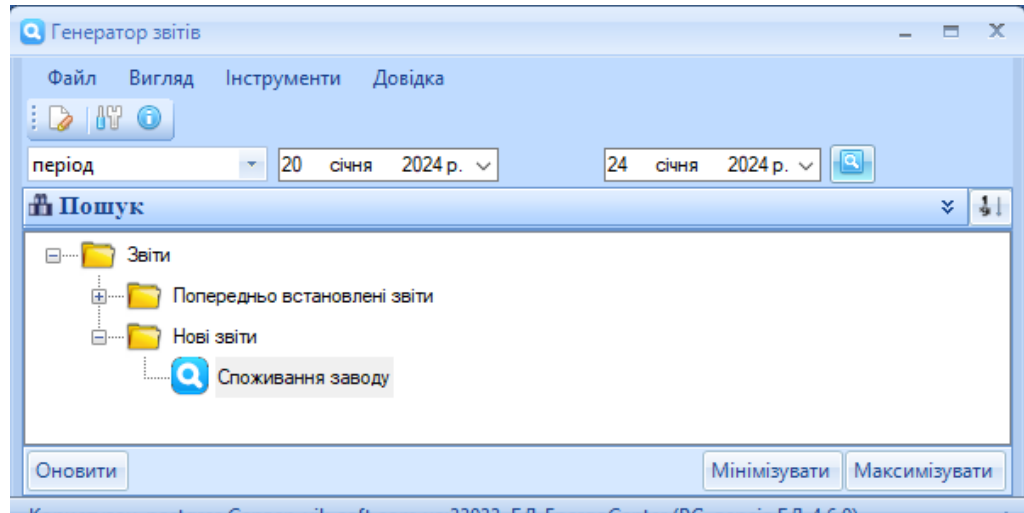 Генератор звітів
Файл Вигляд Інструменти Довідка
період 20 січня 2024 р. 24 січня 2024 р.
Пошук
Звіти
Попередньо встановлені звіти
Нові звіти
Споживання заводу
Оновити Мінімізувати Максимізувати